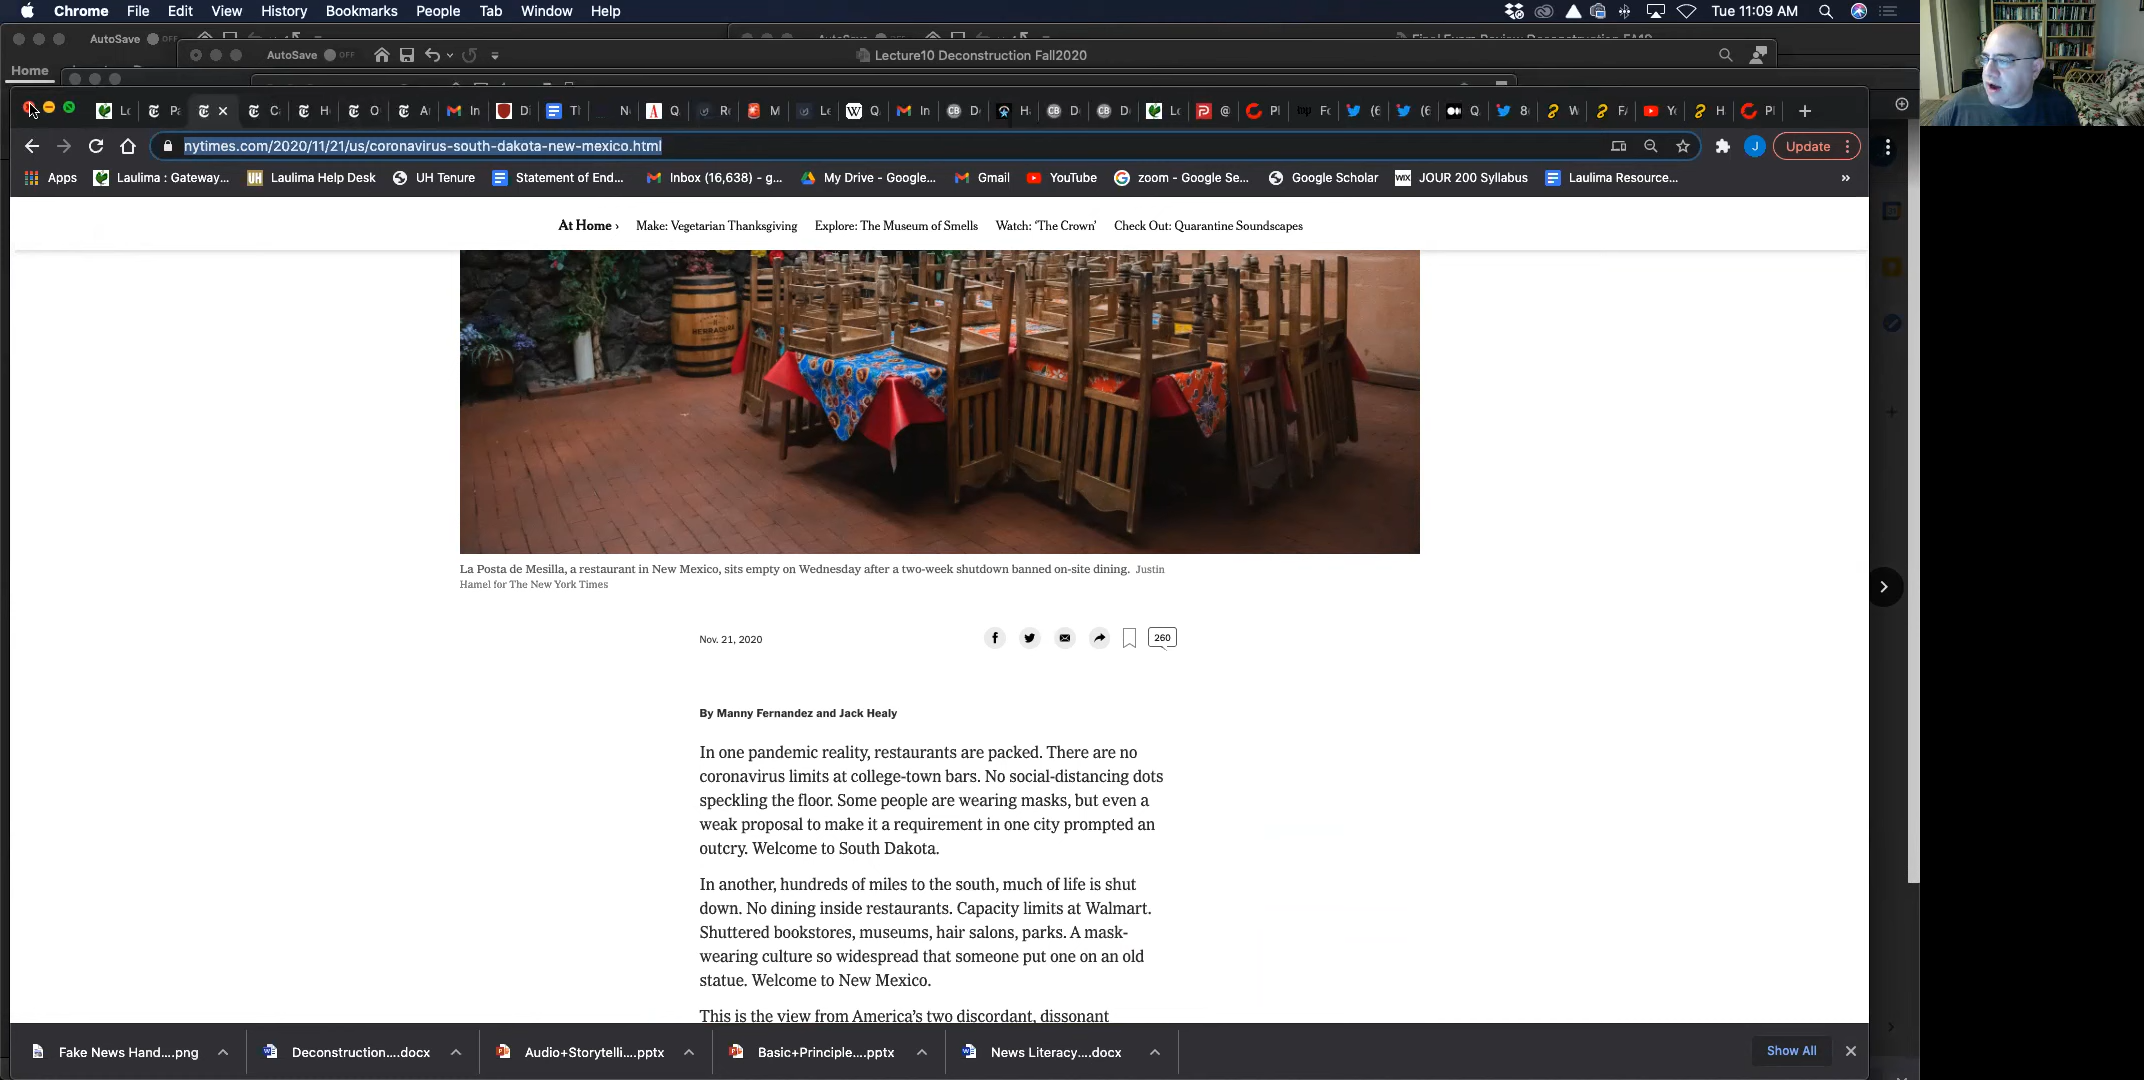 Chrome File Edit View History Bookmarks People Tab Window Help Tue 11:09 AM
AutoSave OFF
AutoSave OFF Lecture10 Deconstruction Fall2020
Home
nytimes.com/2020/11/21/us/coronavirus-south-dakota-new-mexico.html J Update
Apps Laulima : Gateway... Laulima Help Desk UH Tenure Statement of End... Inbox (16,638) - g... My Drive - Google... Gmail YouTube zoom - Google Se... Google Scholar JOUR 200 Syllabus Laulima Resource... »
At Home › Make: Vegetarian Thanksgiving Explore: The Museum of Smells Watch: 'The Crown' Check Out: Quarantine Soundscapes
HERRADURA
La Posta de Mesilla, a restaurant in New Mexico, sits empty on Wednesday after a two-week shutdown banned on-site dining. Justin
Hamel for The New York Times
Nov. 21, 2020 260
By Manny Fernandez and Jack Healy
In one pandemic reality, restaurants are packed. There are no
coronavirus limits at college-town bars. No social-distancing dots
speckling the floor. Some people are wearing masks, but even a
weak proposal to make it a requirement in one city prompted an
outcry. Welcome to South Dakota.
In another, hundreds of miles to the south, much of life is shut
down. No dining inside restaurants. Capacity limits at Walmart.
Shuttered bookstores, museums, hair salons, parks. A mask-
wearing culture so widespread that someone put one on an old
statue. Welcome to New Mexico.
This is the view from America's two discordant, dissonant
Fake News Hand....png Deconstruction....docx Audio+Storytelli....pptx Basic+Principle....pptx News Literacy....docx Show All